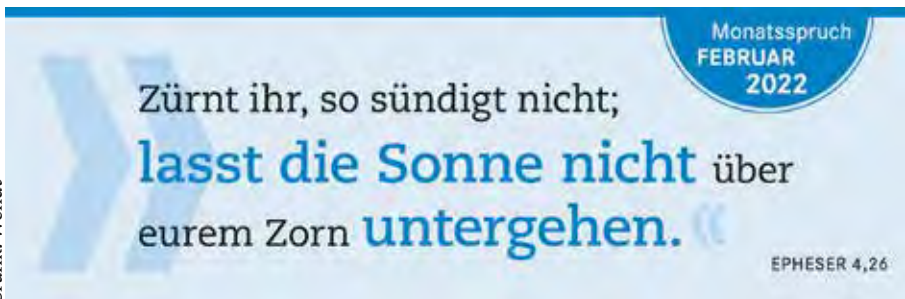 Monatsspruch
FEBRUAR
2022
»
Zürnt ihr, so sündigt nicht;
lasst die Sonne nicht über
eurem Zorn untergehen. «
EPHESER 4,26